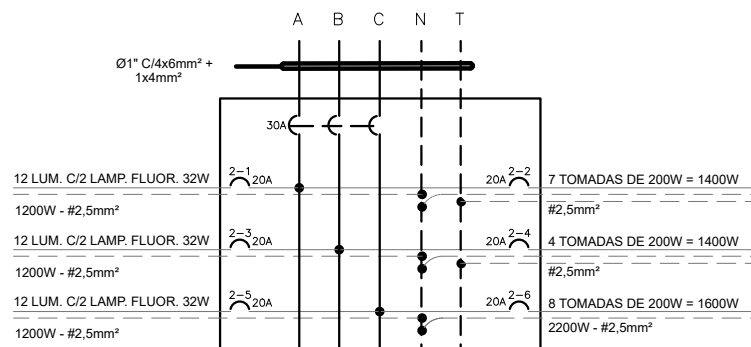 A B C N T
Ø1" C/4x6mm² +
1x4mm²
30A
12 LUM. C/2 LAMP. FLUOR. 32W 2-1 20A 20A 2-2 7 TOMADAS DE 200W = 1400W
1200W - #2,5mm² #2,5mm²
12 LUM. C/2 LAMP. FLUOR. 32W 2-3 20A 20A 2-4 4 TOMADAS DE 200W = 1400W
1200W - #2,5mm² #2,5mm²
12 LUM. C/2 LAMP. FLUOR. 32W 2-5 20A 20A 2-6 8 TOMADAS DE 200W = 1600W
1200W - #2,5mm² 2200W - #2,5mm²